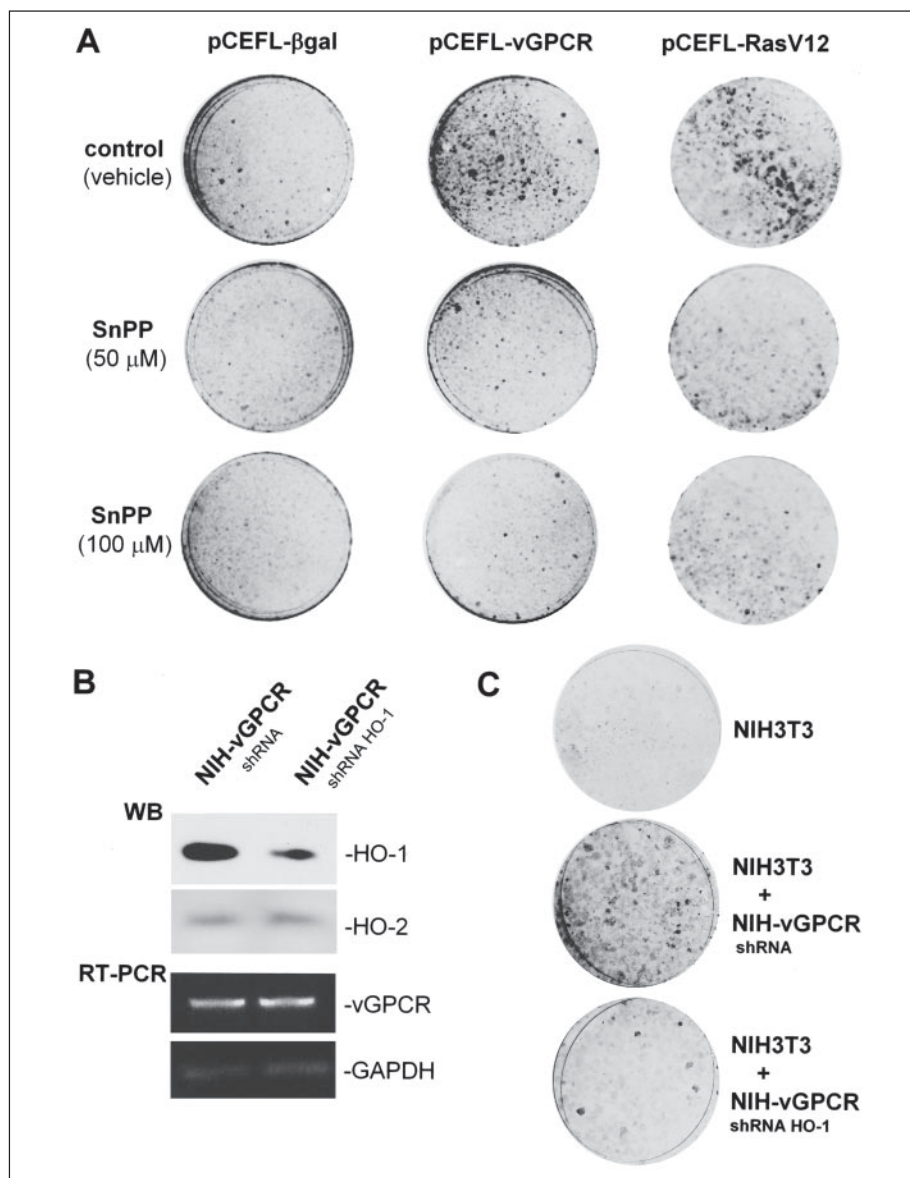 A
pCEFL-βgal pCEFL-vGPCR pCEFL-RasV12
control
(vehicle)
SnPP
(50 μM)
SnPP
(100 μM)
B
NIH-vGPCR
shRNA
NIH-vGPCR
shRNA HO-1
WB
-HO-1
-HO-2
RT-PCR
-vGPCR
-GAPDH
C
NIH3T3
NIH3T3
+
NIH-vGPCR
shRNA
NIH3T3
+
NIH-vGPCR
shRNA HO-1